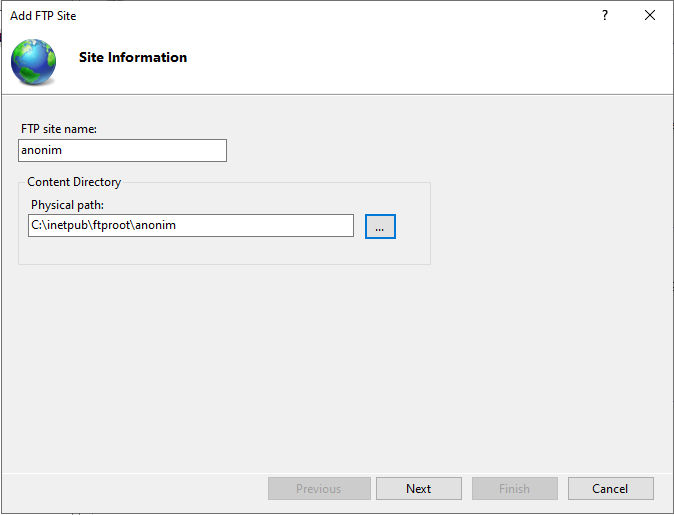 Add FTP Site
?
Site Information
FTP site name:
anonim
Content Directory
Physical path:
C:\inetpub\ftproot\anonim
...
Previous
Next
Finish
Cancel